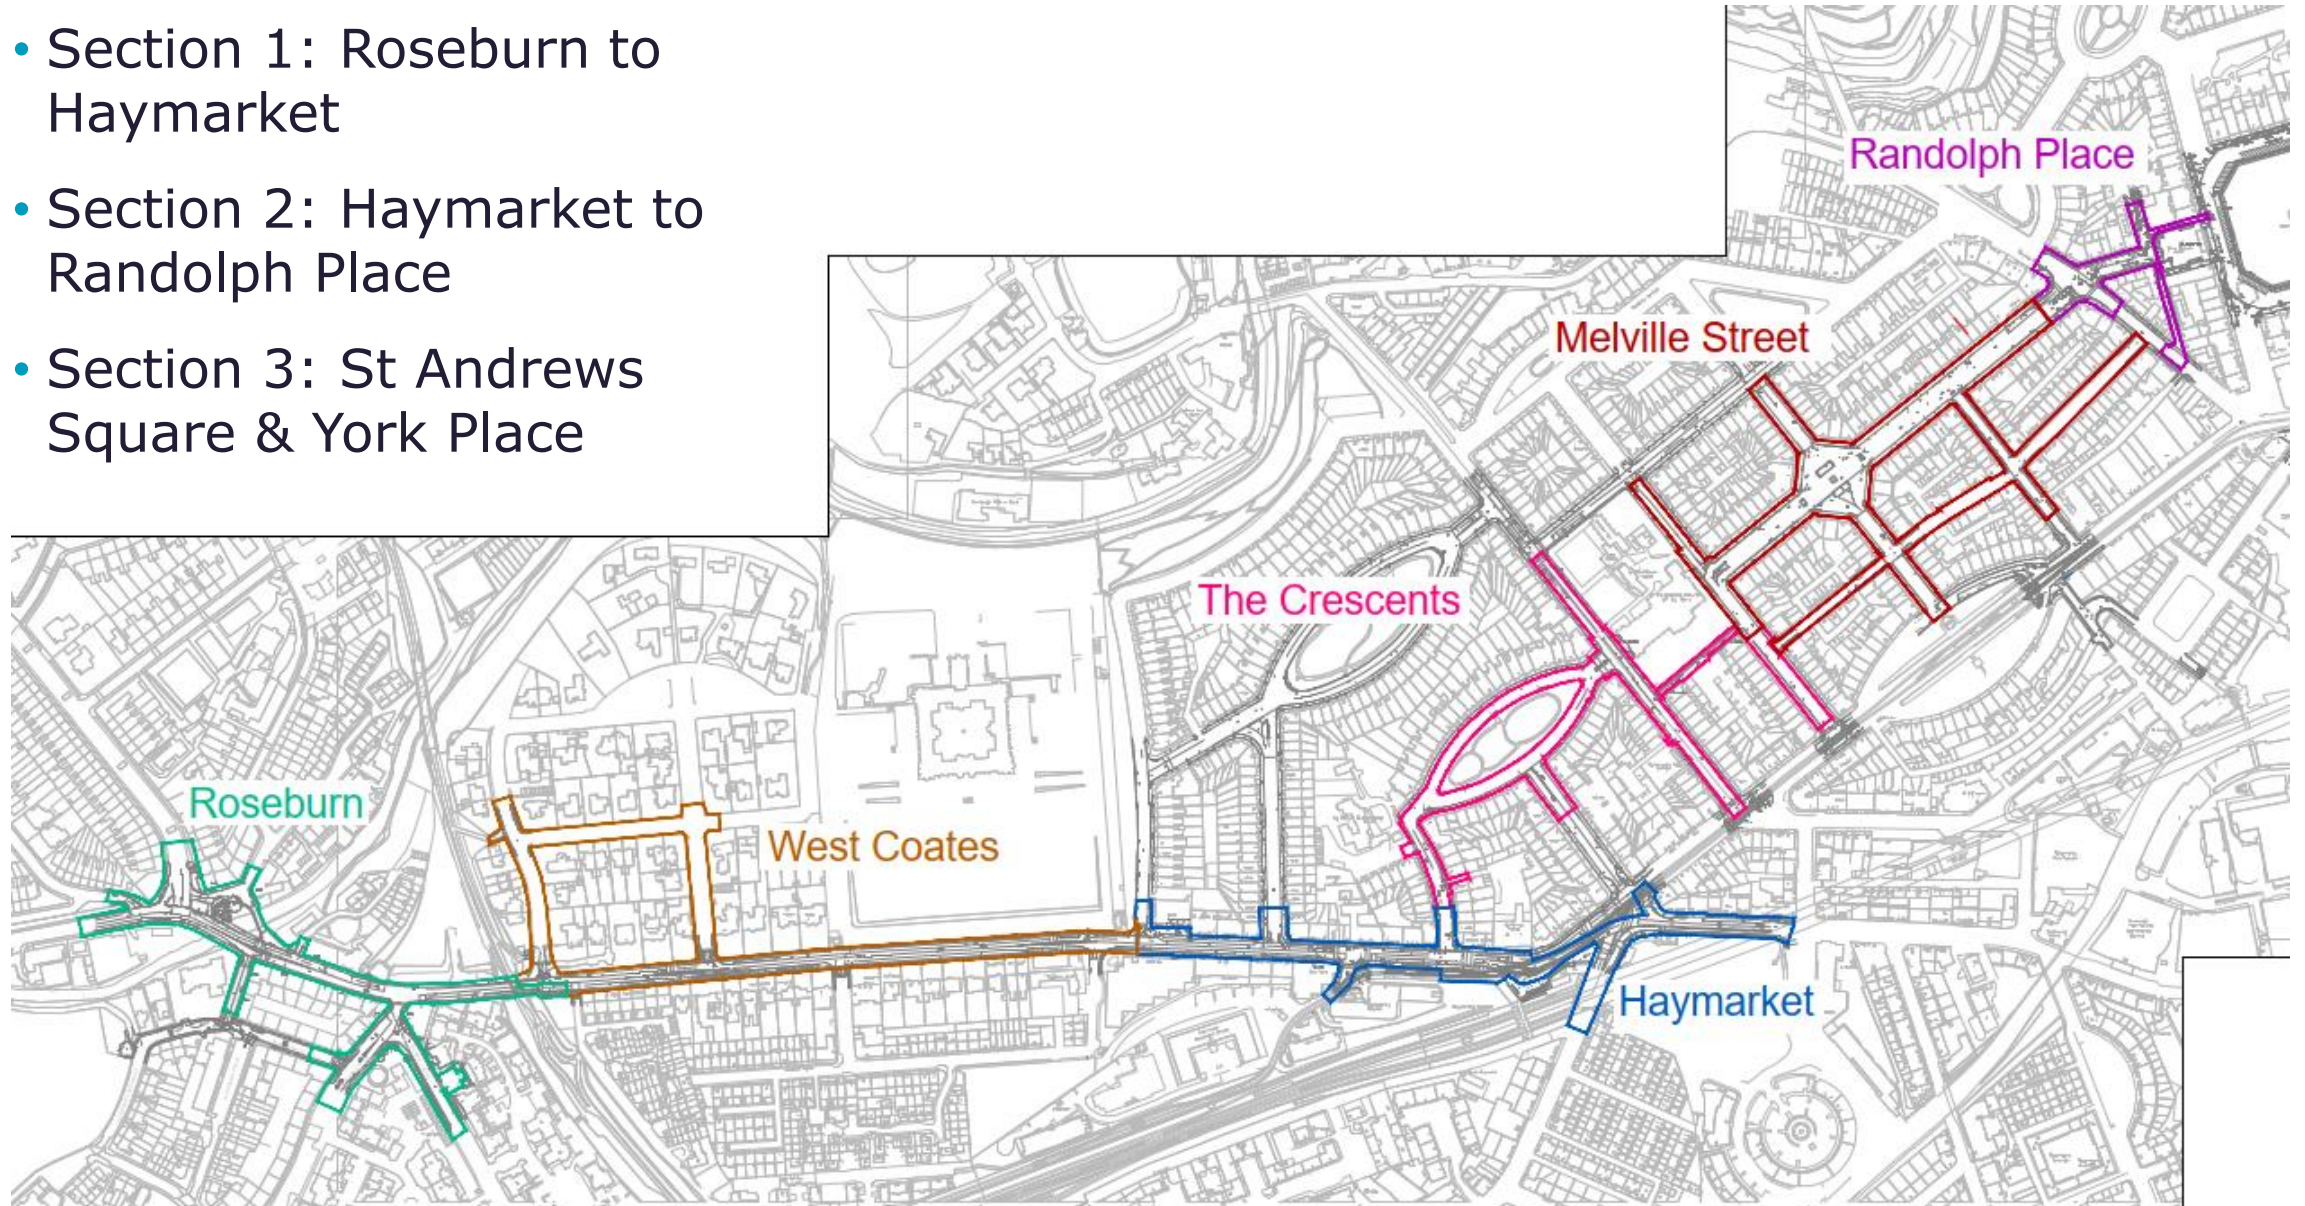 • Section 1: Roseburn to
Haymarket
• Section 2: Haymarket to
Randolph Place
• Section 3: St Andrews
Square & York Place
Randolph Place
Melville Street
The Crescents
Roseburn
West Coates
Haymarket